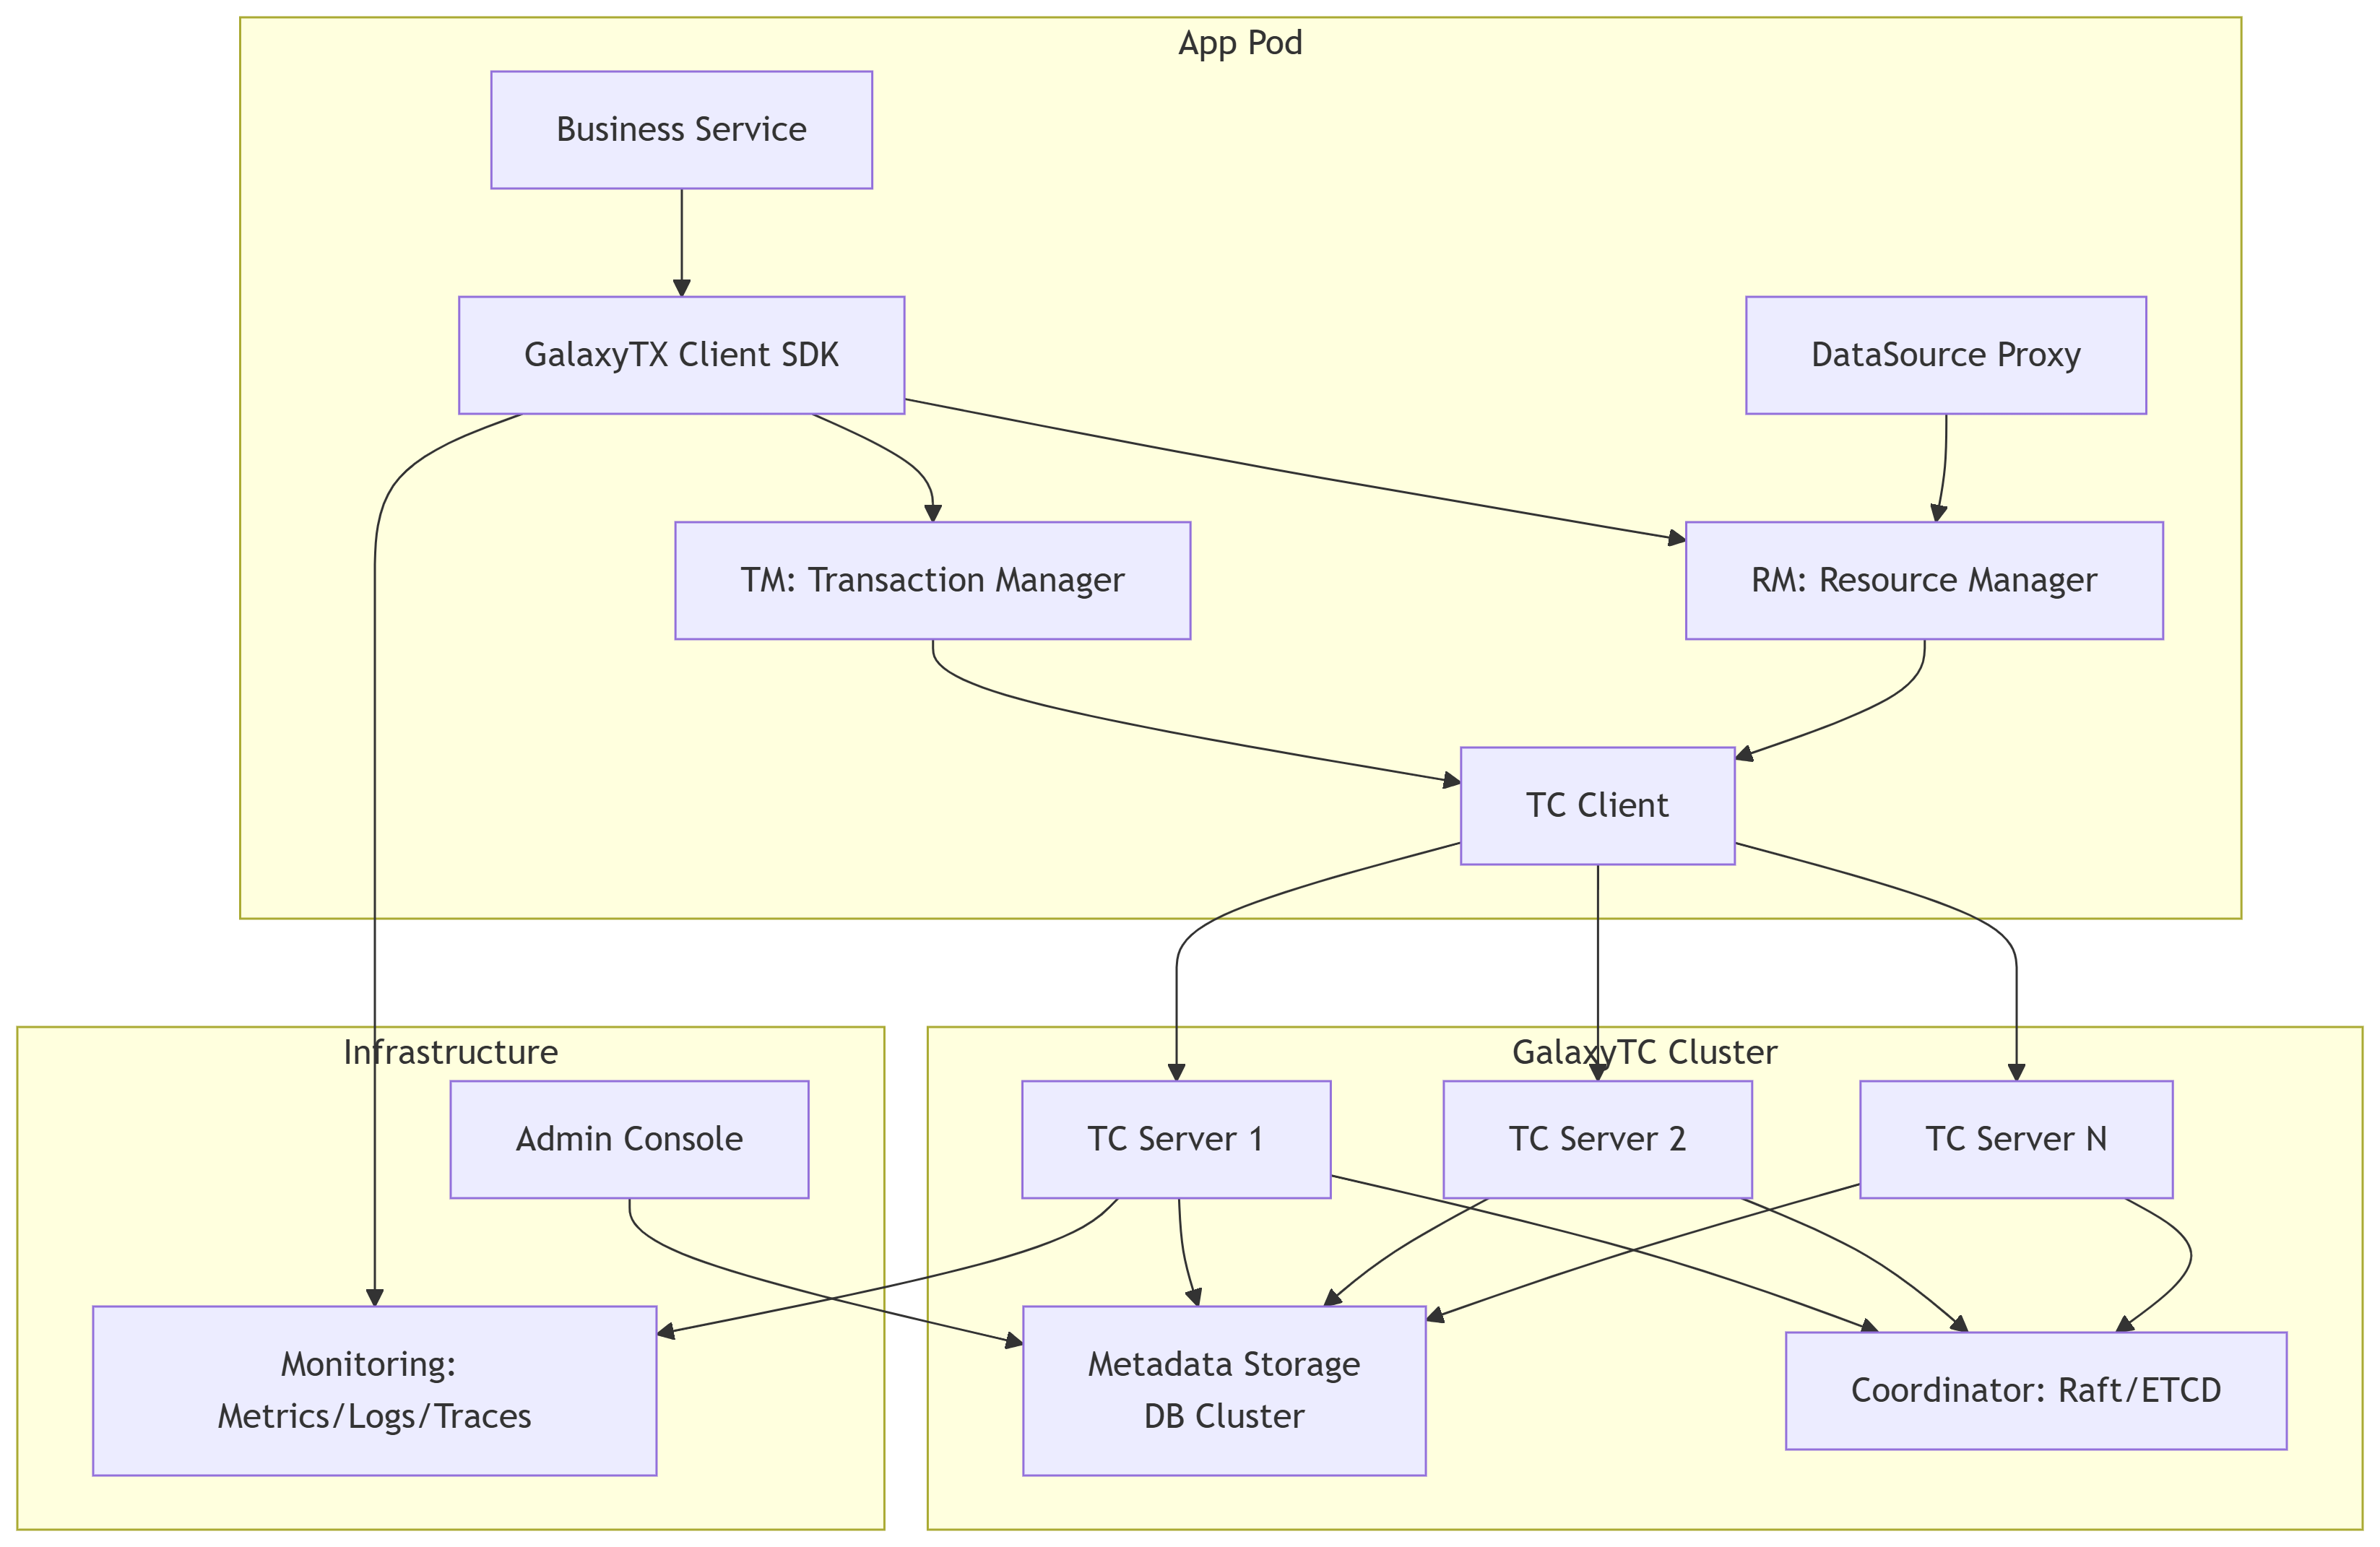 App Pod
Business Service
GalaxyTX Client SDK
DataSource Proxy
TM: Transaction Manager
RM: Resource Manager
TC Client
Infrastructure
GalaxyTC Cluster
Admin Console
TC Server 1
TC Server 2
TC Server N
Monitoring:
Metrics/Logs/Traces
Metadata Storage
DB Cluster
Coordinator: Raft/ETCD